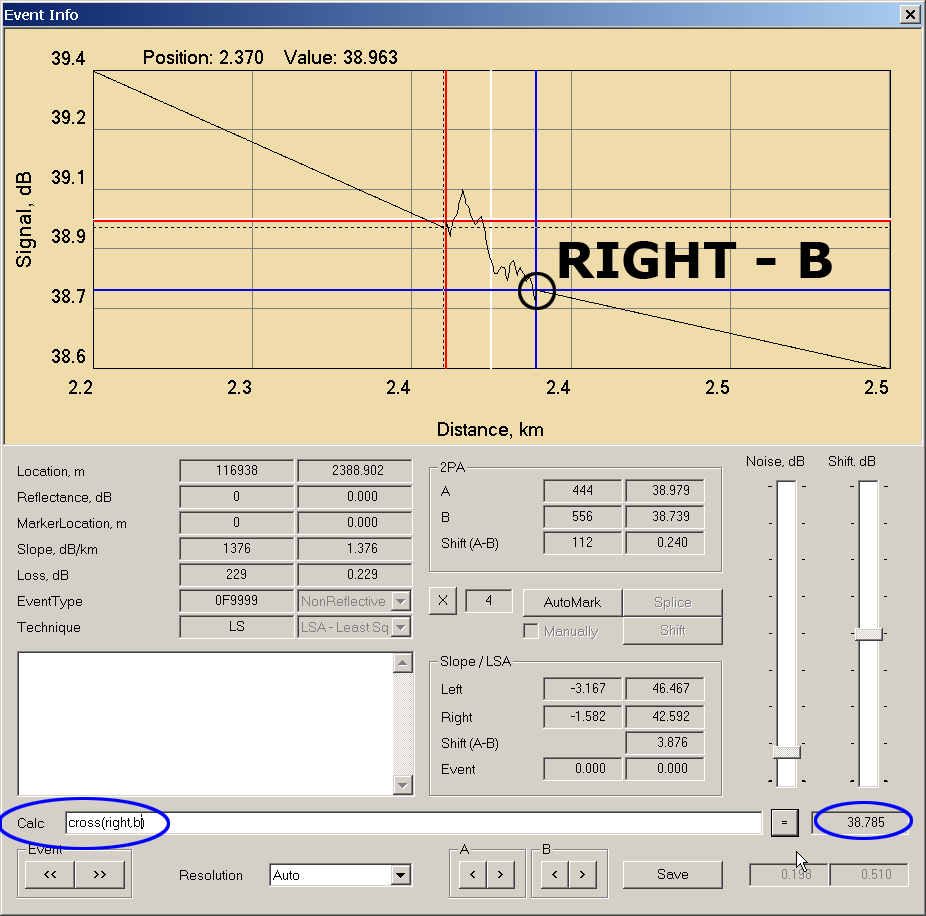 Event Info
Position: 2.370 Value: 38.963
39.4
39.2
39.1
38.9
38.7
38.6
Signal, dB
RIGHT - B
2.2 2.3 2.4 2.4 2.5 2.5
Distance, km
Location, m 116938 2388.902
Reflectance, dB 0 0.000
MarkerLocation, m 0 0.000
Slope, dB/km 1376 1.376
Loss, dB 229 0.229
EventType 0F9999 NonReflective
Technique LS LSA - Least Sq
2PA
A 444 38.979
B 556 38.739
Shift (A-B) 112 0.240
X 4 AutoMark Splice
Manually Shift
Slope / LSA
Left -3.167 46.467
Right -1.582 42.592
Shift (A-B) 3.876
Event 0.000 0.000
Noise, dB Shift. dB
Calc cross(right,b) = 38.785
Event
<< >>
Resolution Auto
A
< >
B
< >
Save
0.198 0.510